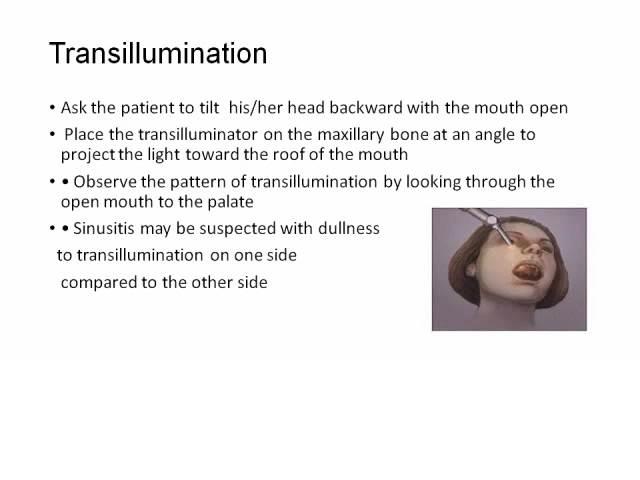 Transillumination
• Ask the patient to tilt  his/her head backward with the mouth open
•  Place the transilluminator on the maxillary bone at an angle to
project the light toward the roof of the mouth
• • Observe the pattern of transillumination by looking through the
open mouth to the palate
• • Sinusitis may be suspected with dullness
to transillumination on one side
compared to the other side